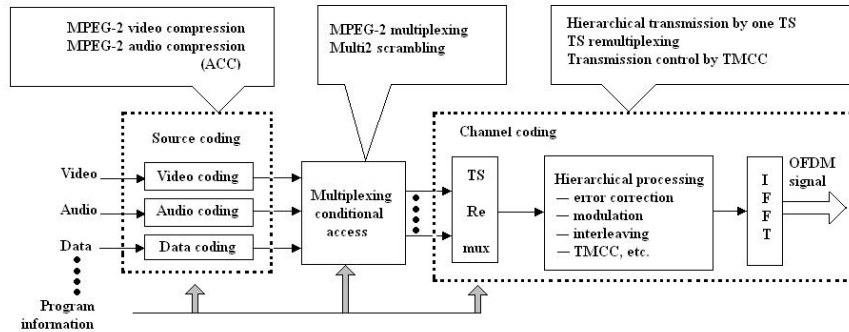 MPEG-2 video compression
MPEG-2 audio compression
(ACC)
MPEG-2 multiplexing
Multi2 scrambling
Hierarchical transmission by one TS
TS remultiplexing
Transmission control by TMCC
Source coding
Channel coding
Video
Video coding
Audio
Audio coding
Data
Data coding
Multiplexing
conditional
access
TS
Re
mux
Hierarchical processing
— error correction
— modulation
— interleaving
— TMCC, etc.
I
F
F
T
OFDM
signal
Program
information